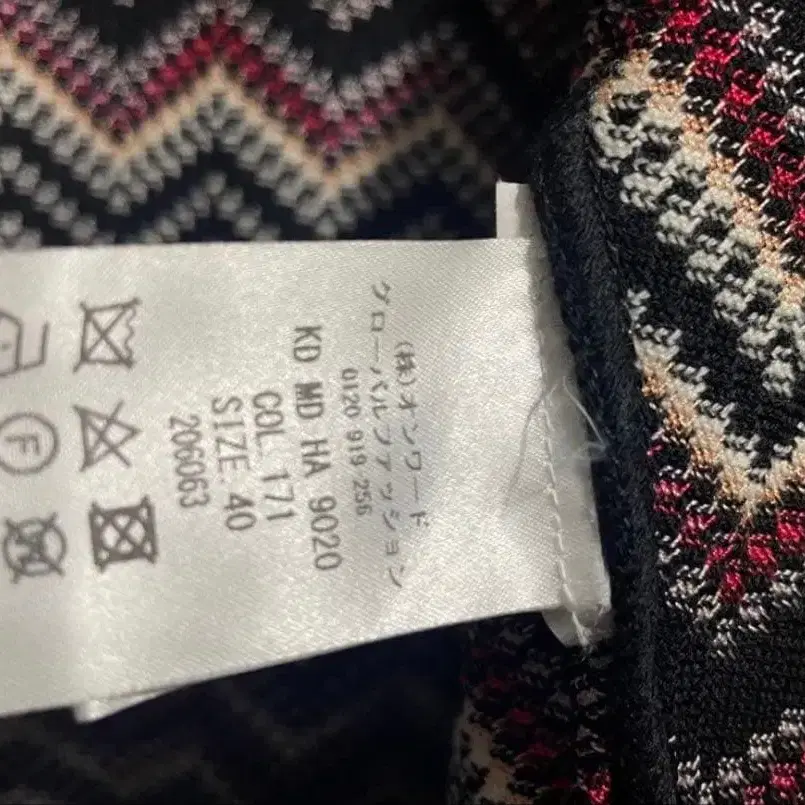 (株)オンワード
グローバルファッション
0120 919 256
KD MD HA 9020
COL. 171
SIZE. 40
206063
F